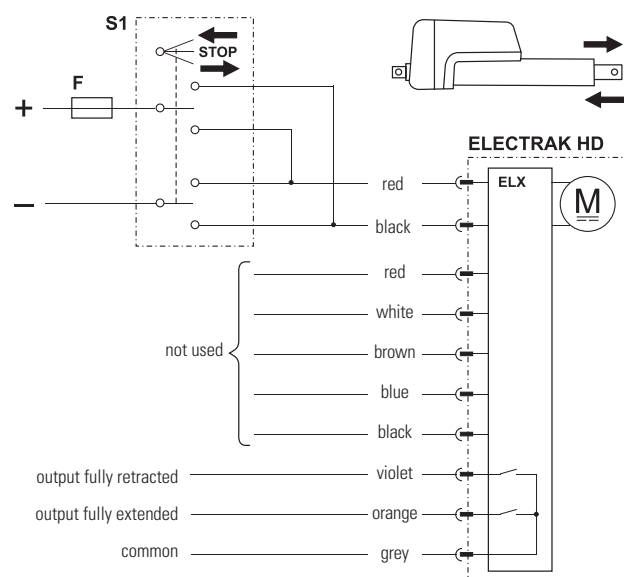 S1
STOP
F
+
–
ELECTRAK HD
ELX
M
red
black
red
white
not used
brown
blue
black
output fully retracted
violet
output fully extended
orange
common
grey